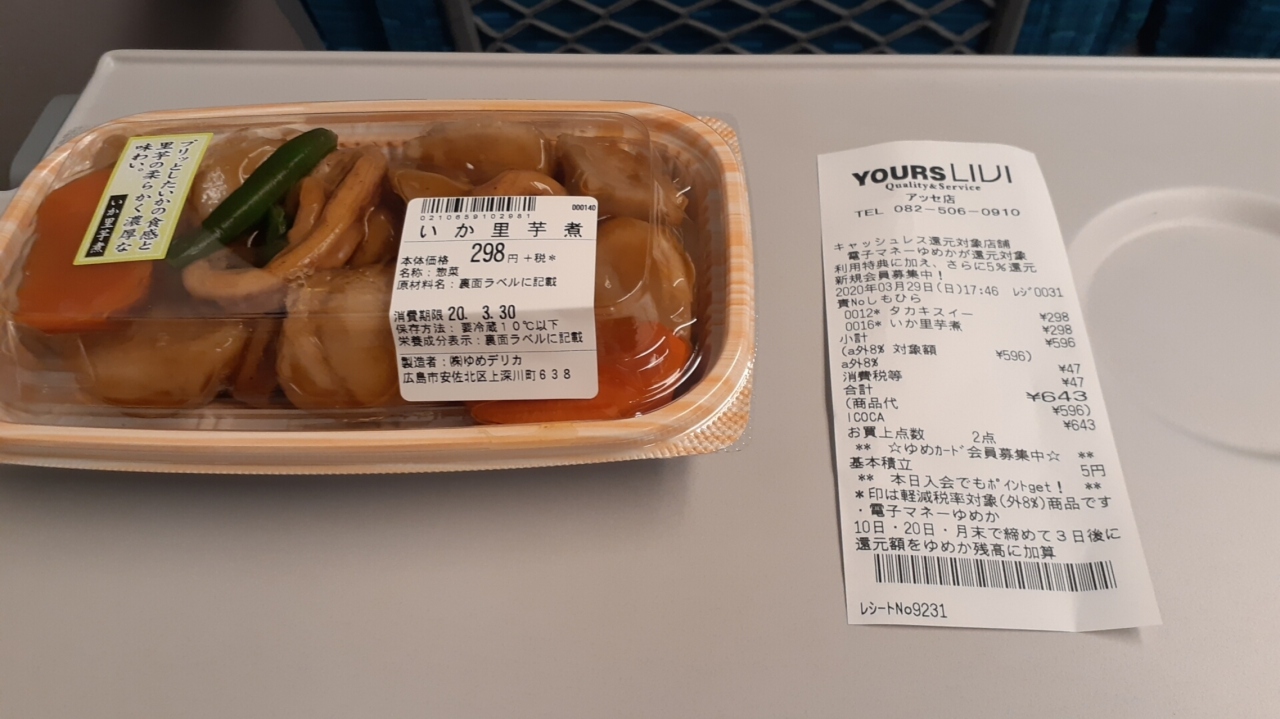 プリッとしたいかの食感と
里芋の柔らかく濃厚な
味わい。
いか里芋煮
000140
0210659102981
いか里芋煮
本体価格 298円+税*
名称:惣菜
原材料名:裏面ラベルに記載
消費期限 20. 3.30
保存方法:要冷蔵10℃以下
栄養成分表示:裏面ラベルに記載
製造者:㈱ゆめデリカ
広島市安佐北区上深川町638
YOURS LIVI
Quality&Service
アッセ店
TEL 082-506-0910
キャッシュレス還元対象店舗
電子マネーゆめかが還元対象
利用特典に加え、さらに5%還元
新規会員募集中!
2020年03月29日(日)17:46 レジ0031
責Noしもひら
0012* タカキスイー ¥298
0016* いか里芋煮 ¥298
小計 ¥596
(a外8% 対象額 ¥596)
a外8% ¥47
消費税等 ¥47
合計 ¥643
(商品代 ¥596)
ICOCA ¥643
お買上点数 2点
** ☆ゆめカード会員募集中☆ **
基本積立 5円
** 本日入会でもポイントget! **
*印は軽減税率対象(外8%)商品です
・電子マネーゆめか
10日・20日・月末で締めて3日後に
還元額をゆめか残高に加算
レシートNo9231